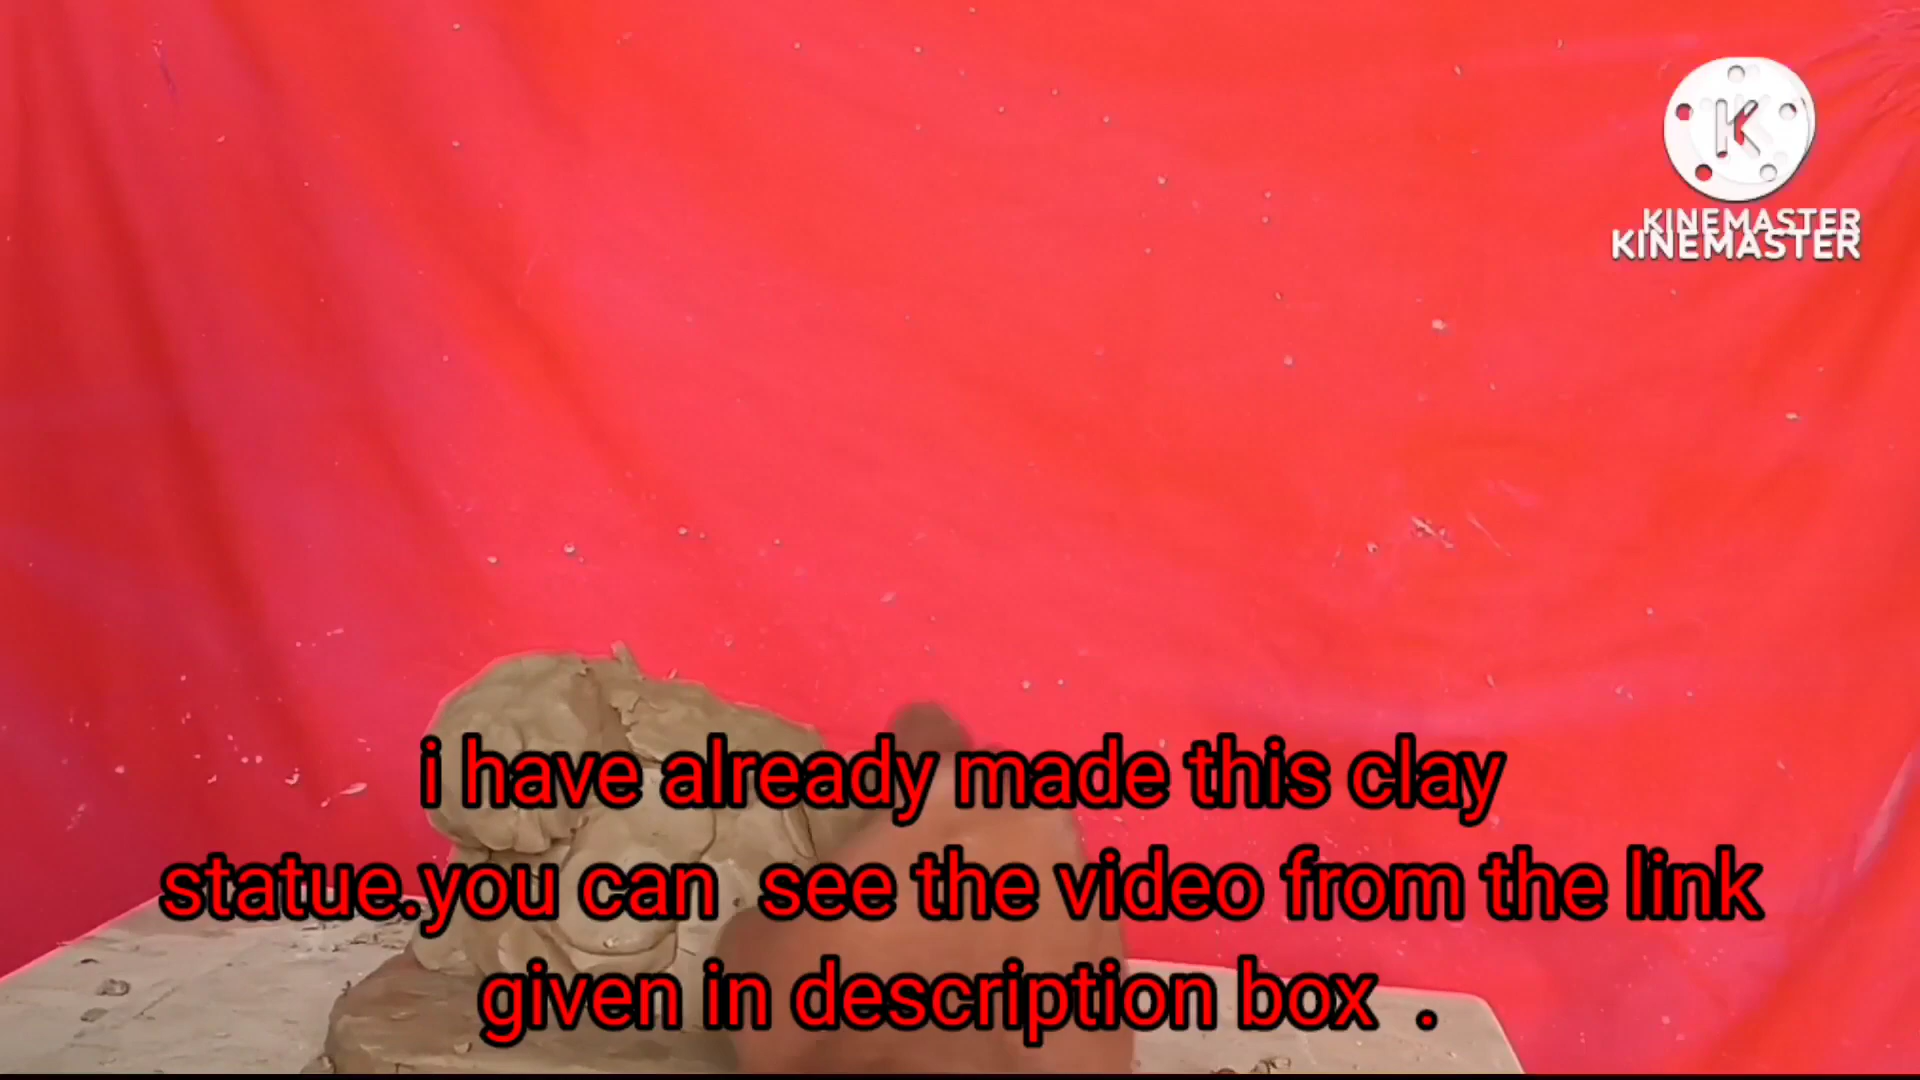 KINEMASTER
KINEMASTER
i have already made this clay
statue.you can  see the video from the link
given in description box  .